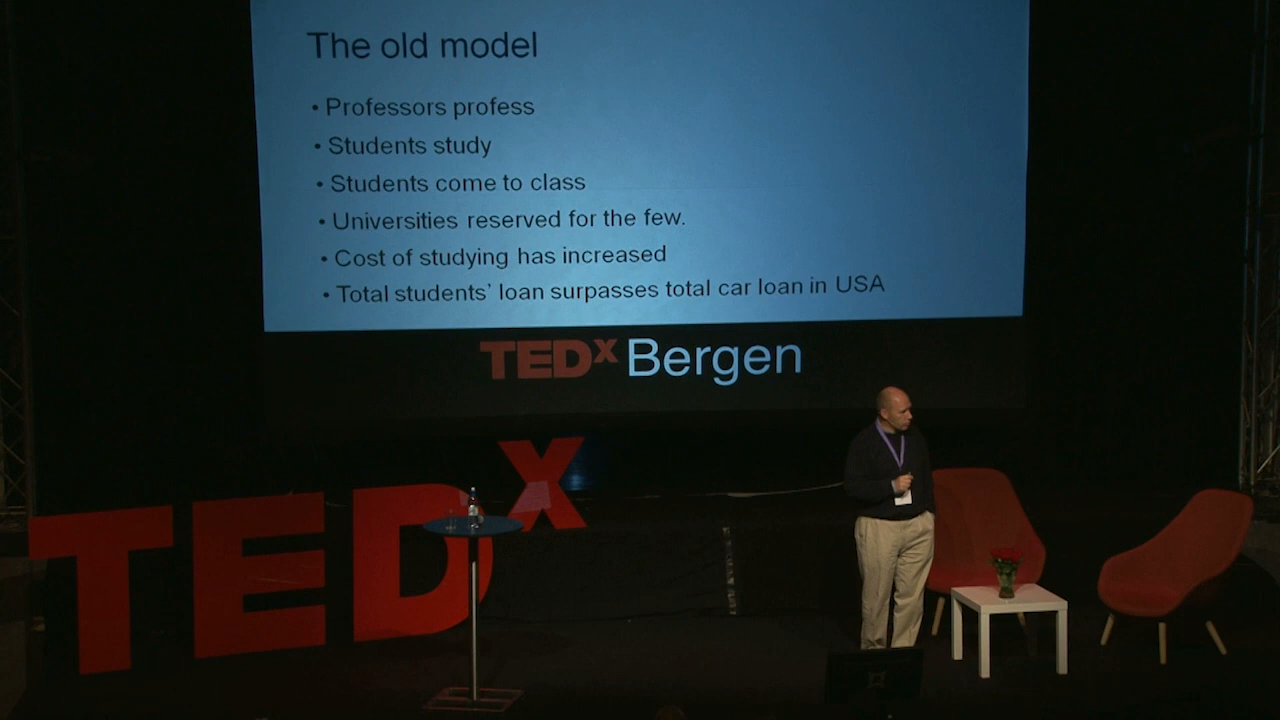 The old model
• Professors profess
• Students study
• Students come to class
• Universities reserved for the few.
• Cost of studying has increased
• Total students’ loan surpasses total car loan in USA
TEDx Bergen
TEDx